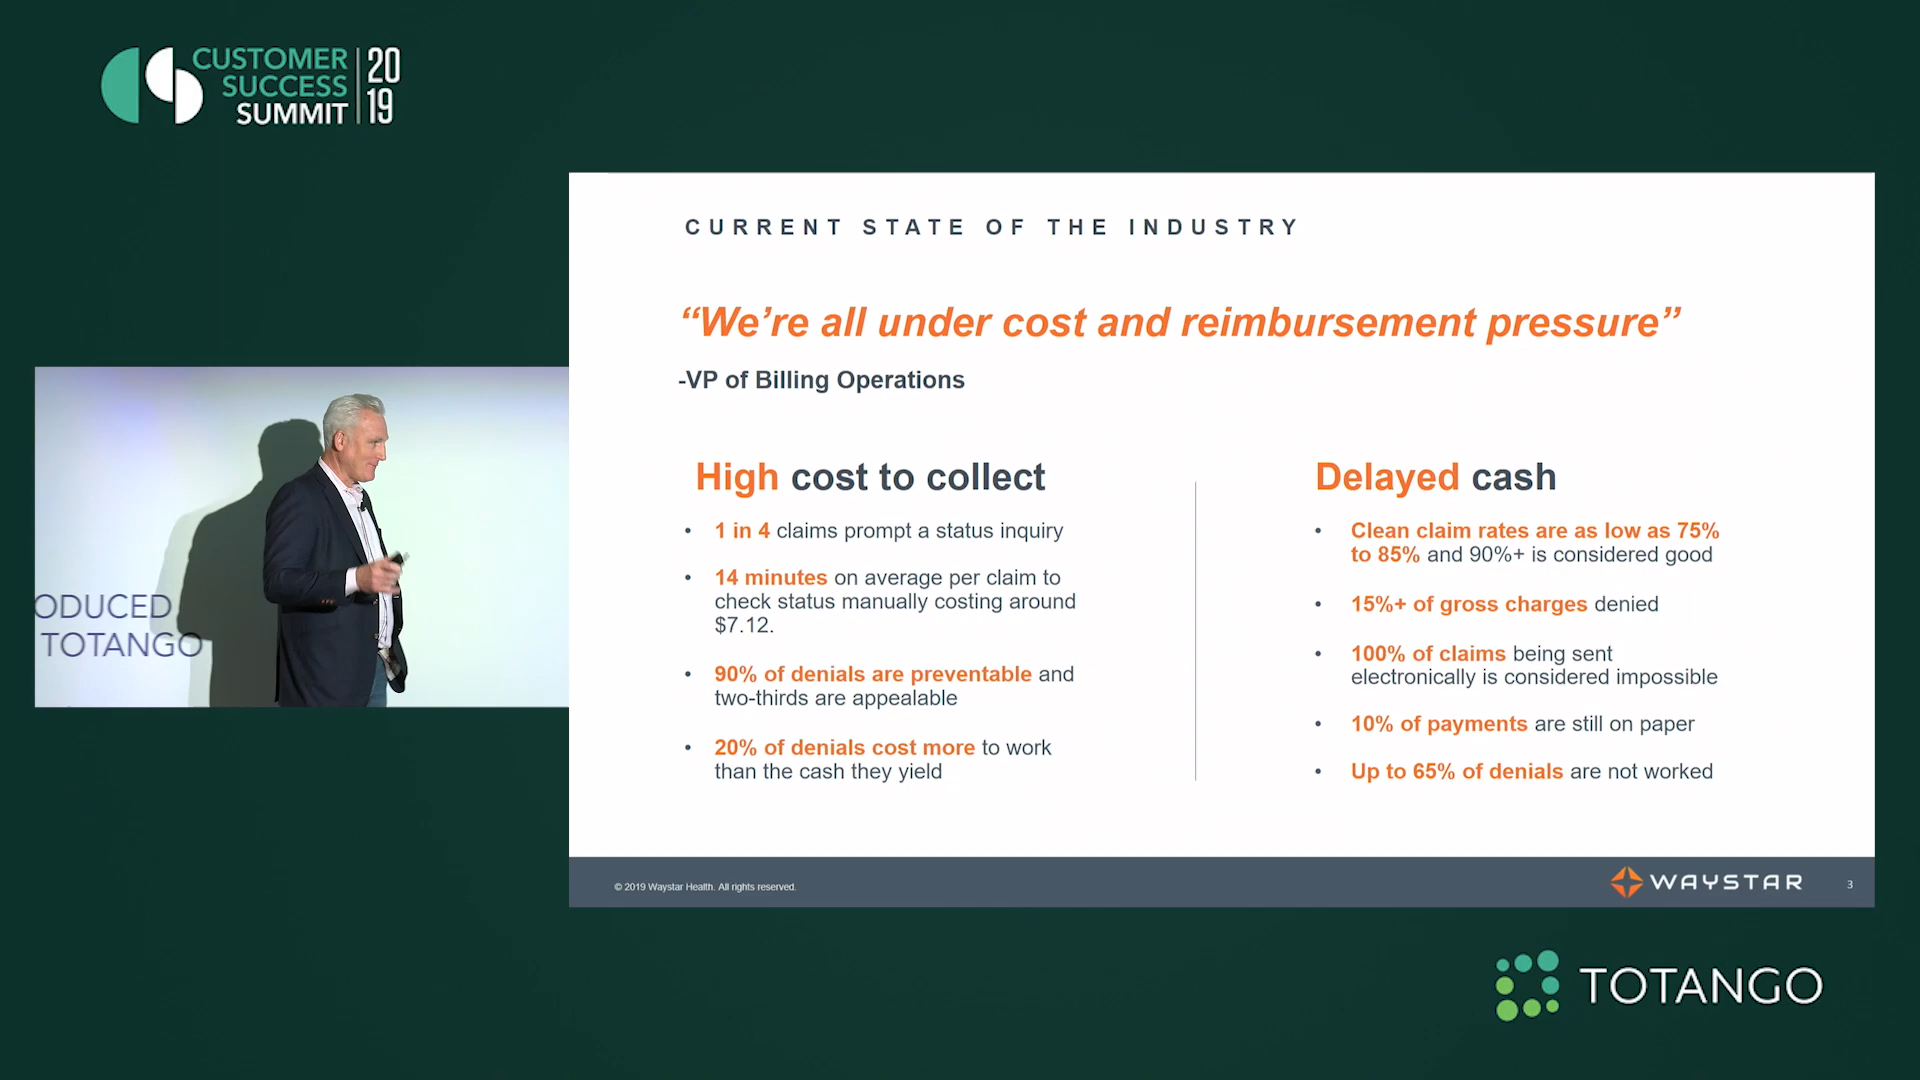 CUSTOMER
SUCCESS
SUMMIT
20
19
CURRENT STATE OF THE INDUSTRY
“We’re all under cost and reimbursement pressure”
-VP of Billing Operations
High cost to collect
• 1 in 4 claims prompt a status inquiry
• 14 minutes on average per claim to
check status manually costing around
$7.12.
• 90% of denials are preventable and
two-thirds are appealable
• 20% of denials cost more to work
than the cash they yield
Delayed cash
• Clean claim rates are as low as 75%
to 85% and 90%+ is considered good
• 15%+ of gross charges denied
• 100% of claims being sent
electronically is considered impossible
• 10% of payments are still on paper
• Up to 65% of denials are not worked
ODUCED
TOTANGO
© 2019 Waystar Health. All rights reserved.
WAYSTAR
3
TOTANGO